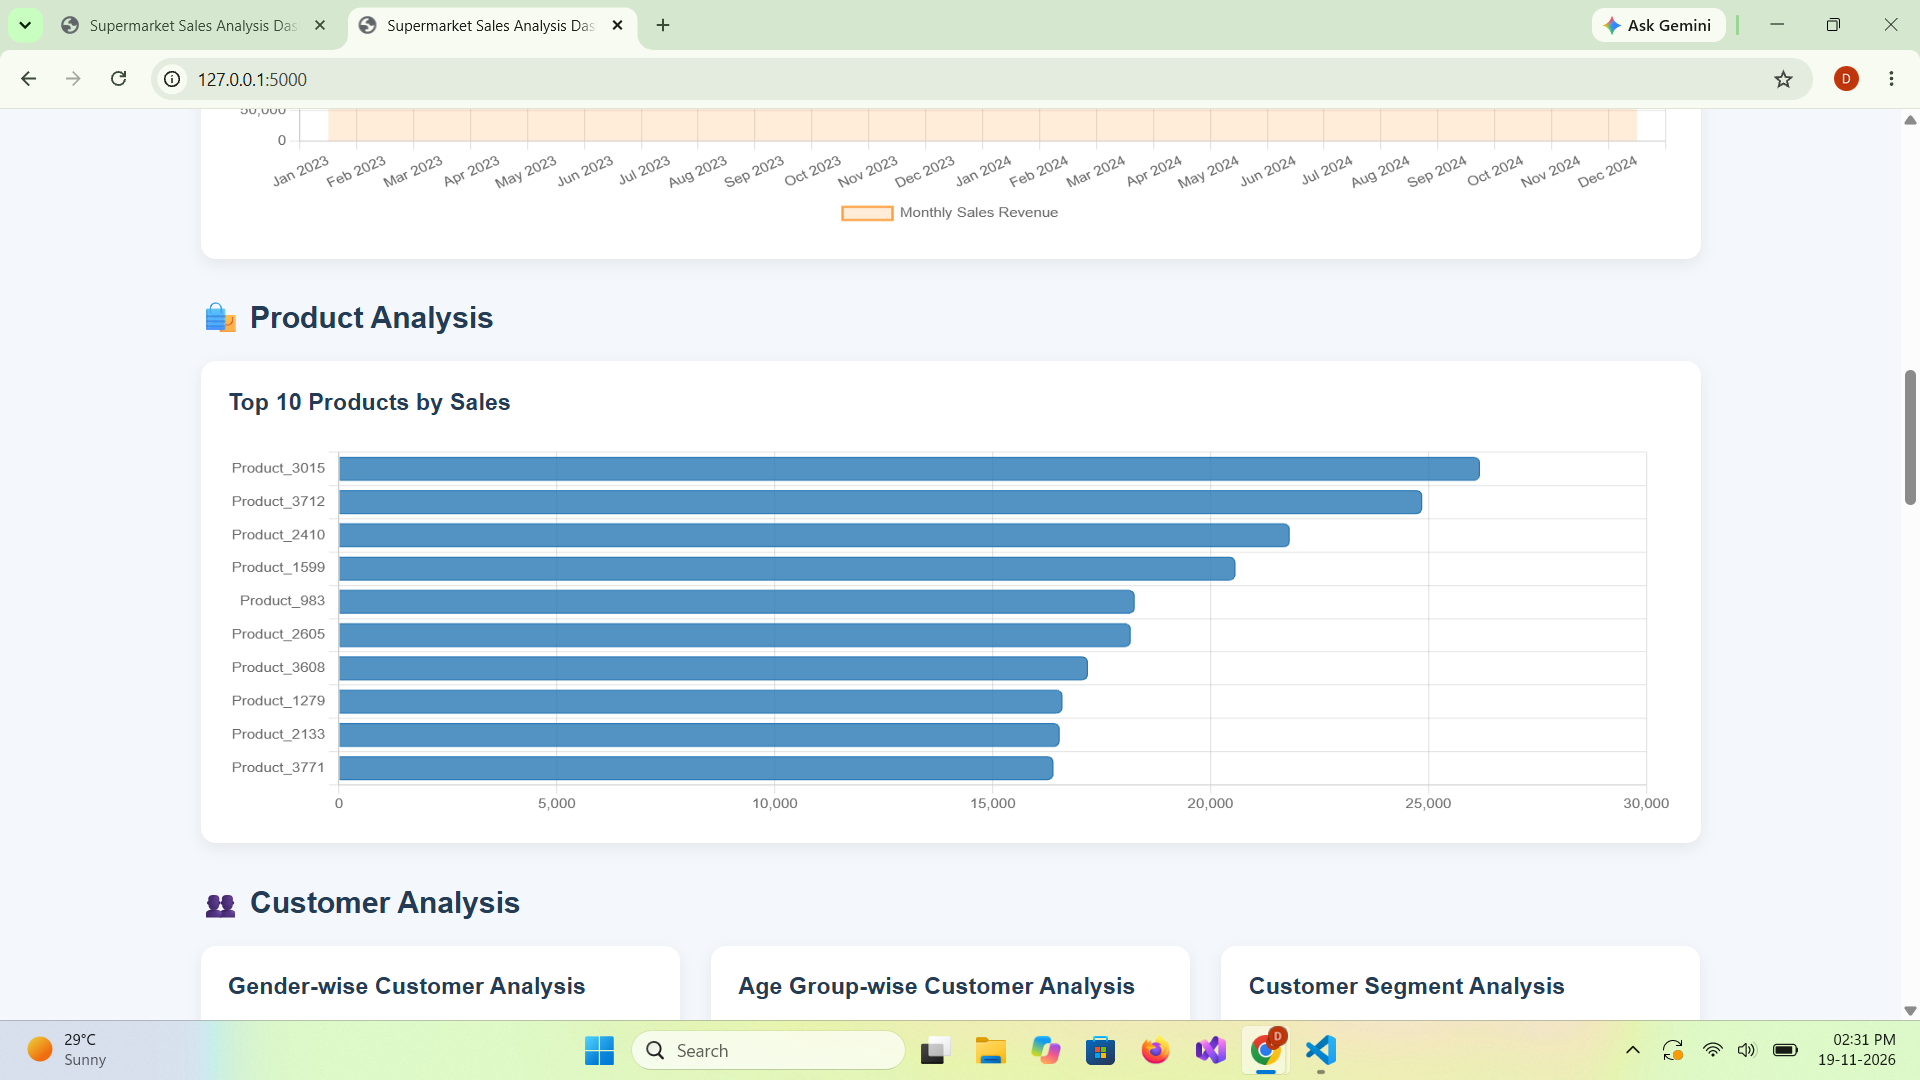 Supermarket Sales Analysis Das
Supermarket Sales Analysis Das
Ask Gemini
127.0.0.1:5000
D
50,000
0
Jan 2023 Feb 2023 Mar 2023 Apr 2023 May 2023 Jun 2023 Jul 2023 Aug 2023 Sep 2023 Oct 2023 Nov 2023 Dec 2023 Jan 2024 Feb 2024 Mar 2024 Apr 2024 May 2024 Jun 2024 Jul 2024 Aug 2024 Sep 2024 Oct 2024 Nov 2024 Dec 2024
Monthly Sales Revenue
Product Analysis
Top 10 Products by Sales
Product_3015
Product_3712
Product_2410
Product_1599
Product_983
Product_2605
Product_3608
Product_1279
Product_2133
Product_3771
0 5,000 10,000 15,000 20,000 25,000 30,000
Customer Analysis
Gender-wise Customer Analysis
Age Group-wise Customer Analysis
Customer Segment Analysis
29°C
Sunny
Search
D
02:31 PM
19-11-2026